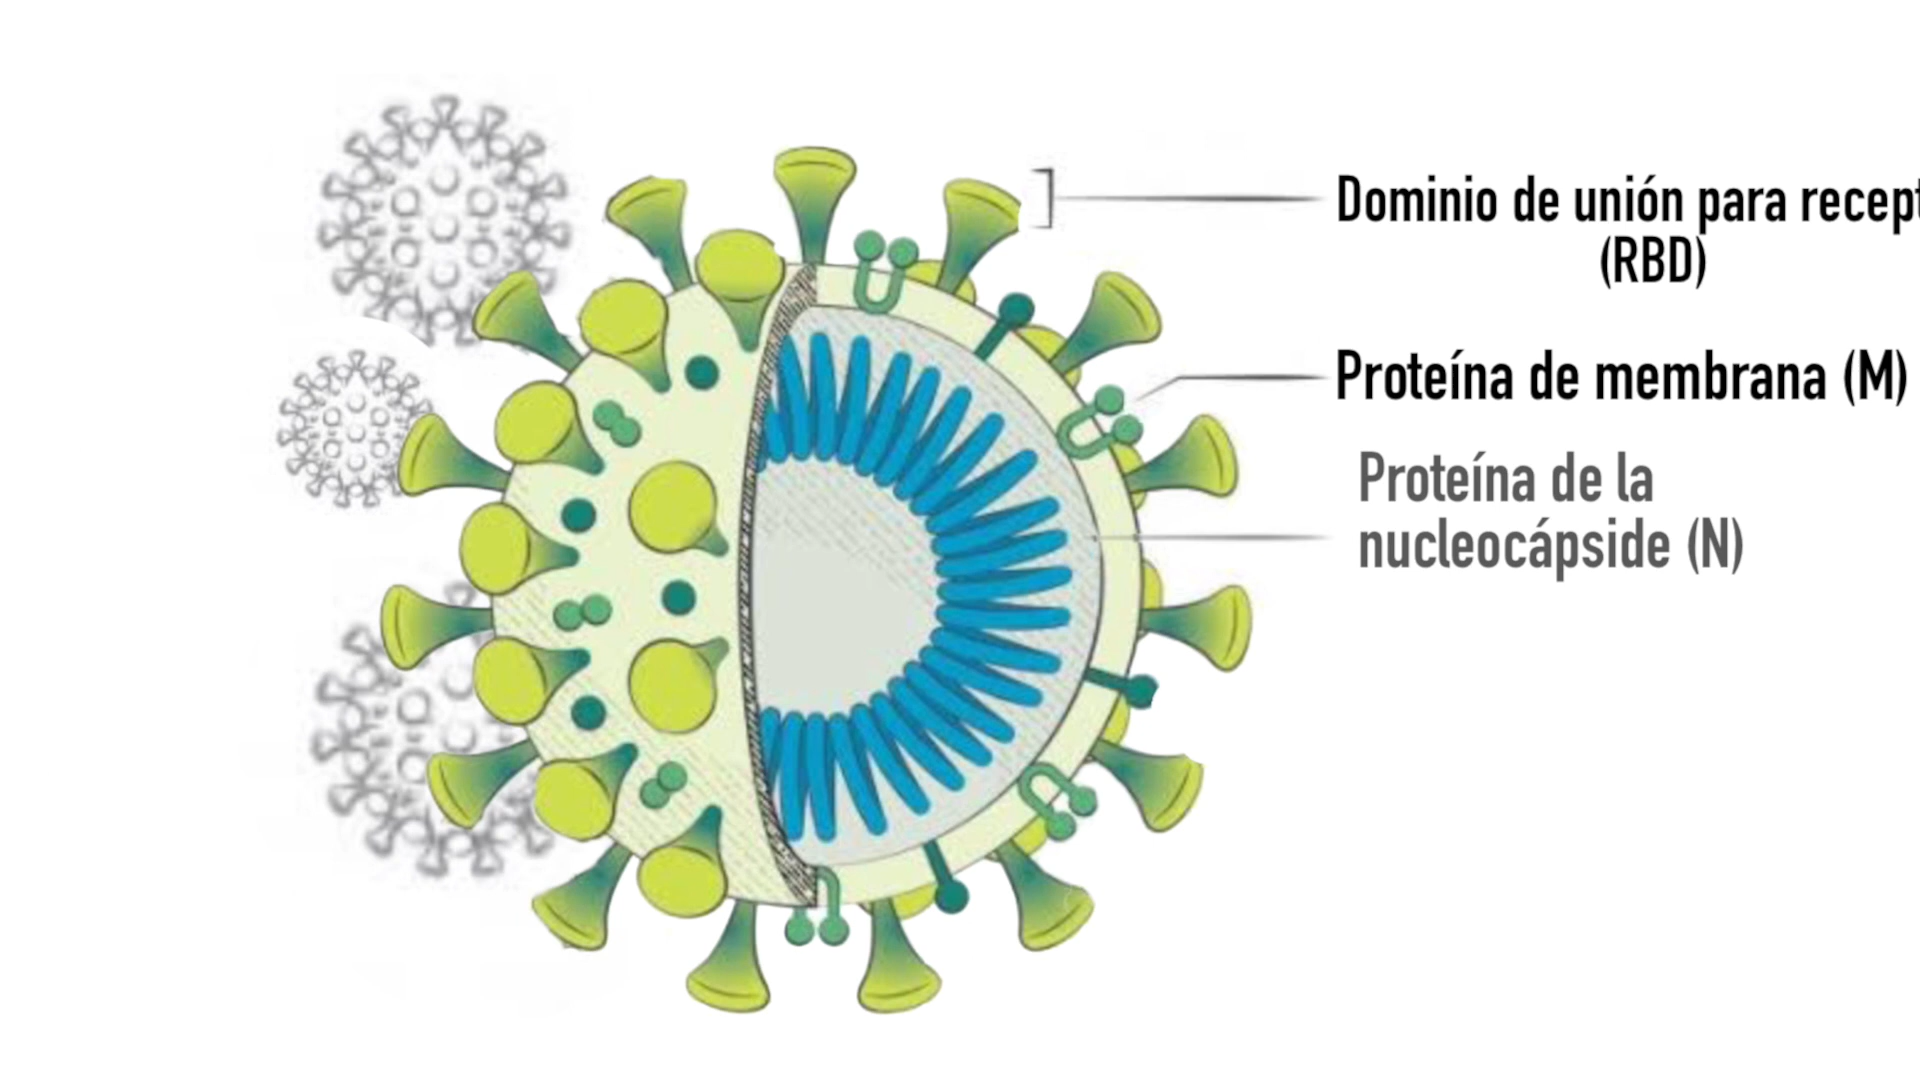 Dominio de unión para recept
(RBD)
Proteína de membrana (M)
Proteína de la
nucleocápside (N)